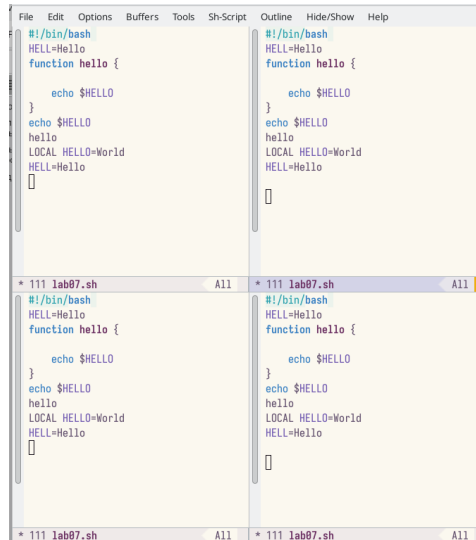 File Edit Options Buffers Tools Sh-Script Outline Hide/Show Help
#!/bin/bash
HELL=Hello
function hello {
echo $HELLO
}
echo $HELLO
hello
LOCAL HELLO=World
HELL=Hello
* 111 lab07.sh All
#!/bin/bash
HELL=Hello
function hello {
echo $HELLO
}
echo $HELLO
hello
LOCAL HELLO=World
HELL=Hello
* 111 lab07.sh All
#!/bin/bash
HELL=Hello
function hello {
echo $HELLO
}
echo $HELLO
hello
LOCAL HELLO=World
HELL=Hello
* 111 lab07.sh All
#!/bin/bash
HELL=Hello
function hello {
echo $HELLO
}
echo $HELLO
hello
LOCAL HELLO=World
HELL=Hello
* 111 lab07.sh All